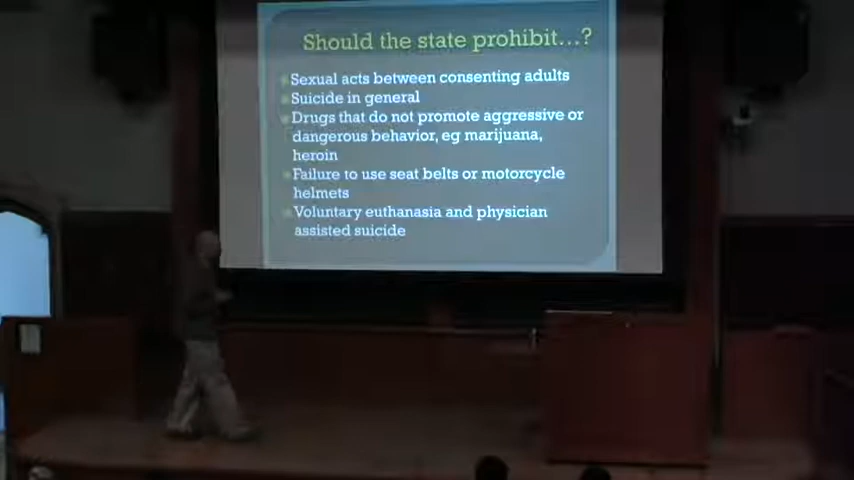 Should the state prohibit...?
Sexual acts between consenting adults
Suicide in general
Drugs that do not promote aggressive or
dangerous behavior, eg marijuana,
heroin
Failure to use seat belts or motorcycle
helmets
Voluntary euthanasia and physician
assisted suicide